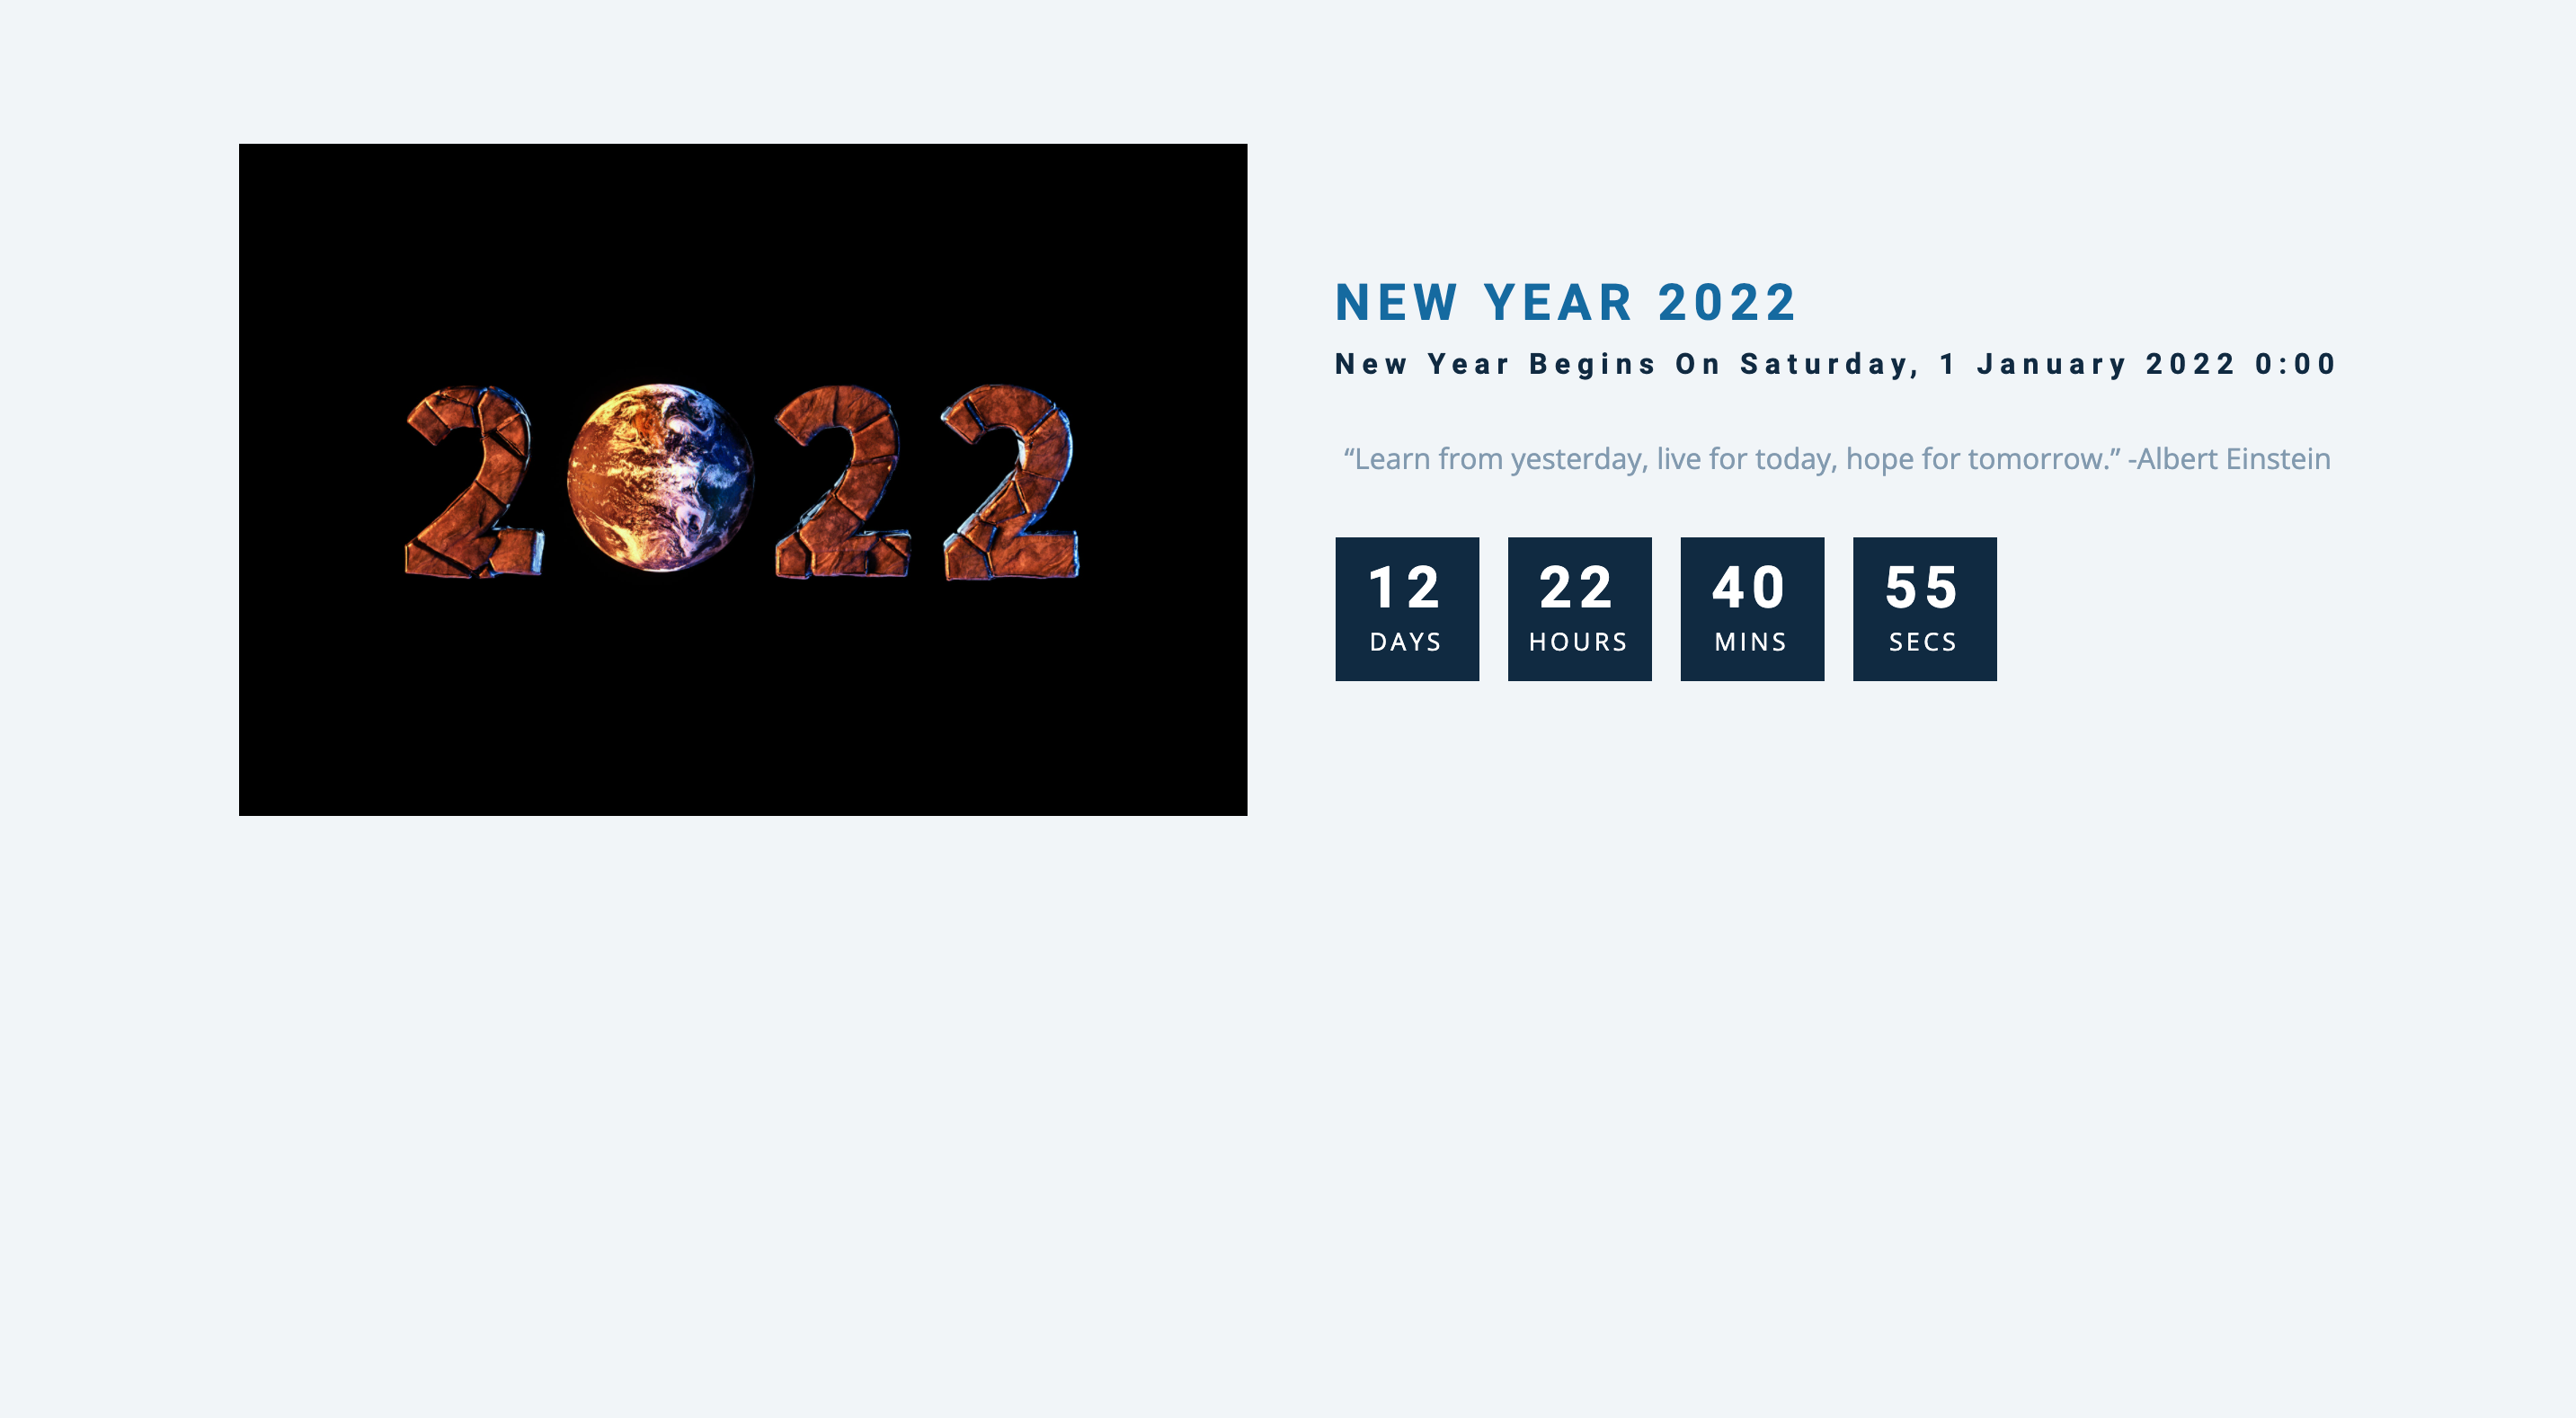 2022
NEW YEAR 2022
New Year Begins On Saturday, 1 January 2022 0:00
“Learn from yesterday, live for today, hope for tomorrow.” -Albert Einstein
12 22 40 55
DAYS HOURS MINS SECS